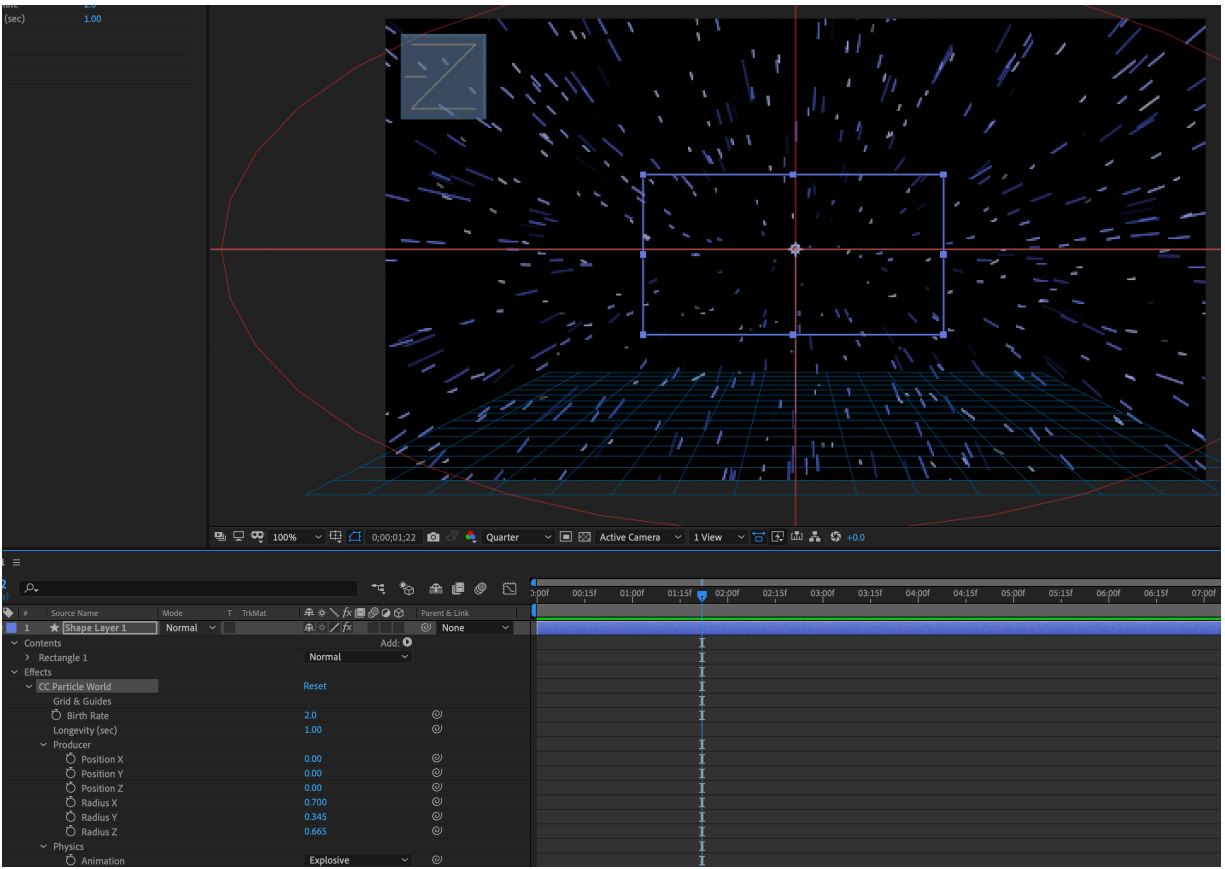 2.0
(sec) 1.00
Z
100% 0;00;01;22 Quarter Active Camera 1 View +0.0
00:15f 01:00f 01:15f 02:00f 02:15f 03:00f 03:15f 04:00f 04:15f 05:00f 05:15f 06:00f 06:15f 07:00f
# Source Name Mode T TrkMat fx Parent & Link
1 Shape Layer 1 Normal fx None
Contents Add:
Rectangle 1 Normal
Effects
CC Particle World Reset
Grid & Guides
Birth Rate 2.0
Longevity (sec) 1.00
Producer
Position X 0.00
Position Y 0.00
Position Z 0.00
Radius X 0.700
Radius Y 0.345
Radius Z 0.665
Physics
Animation Explosive